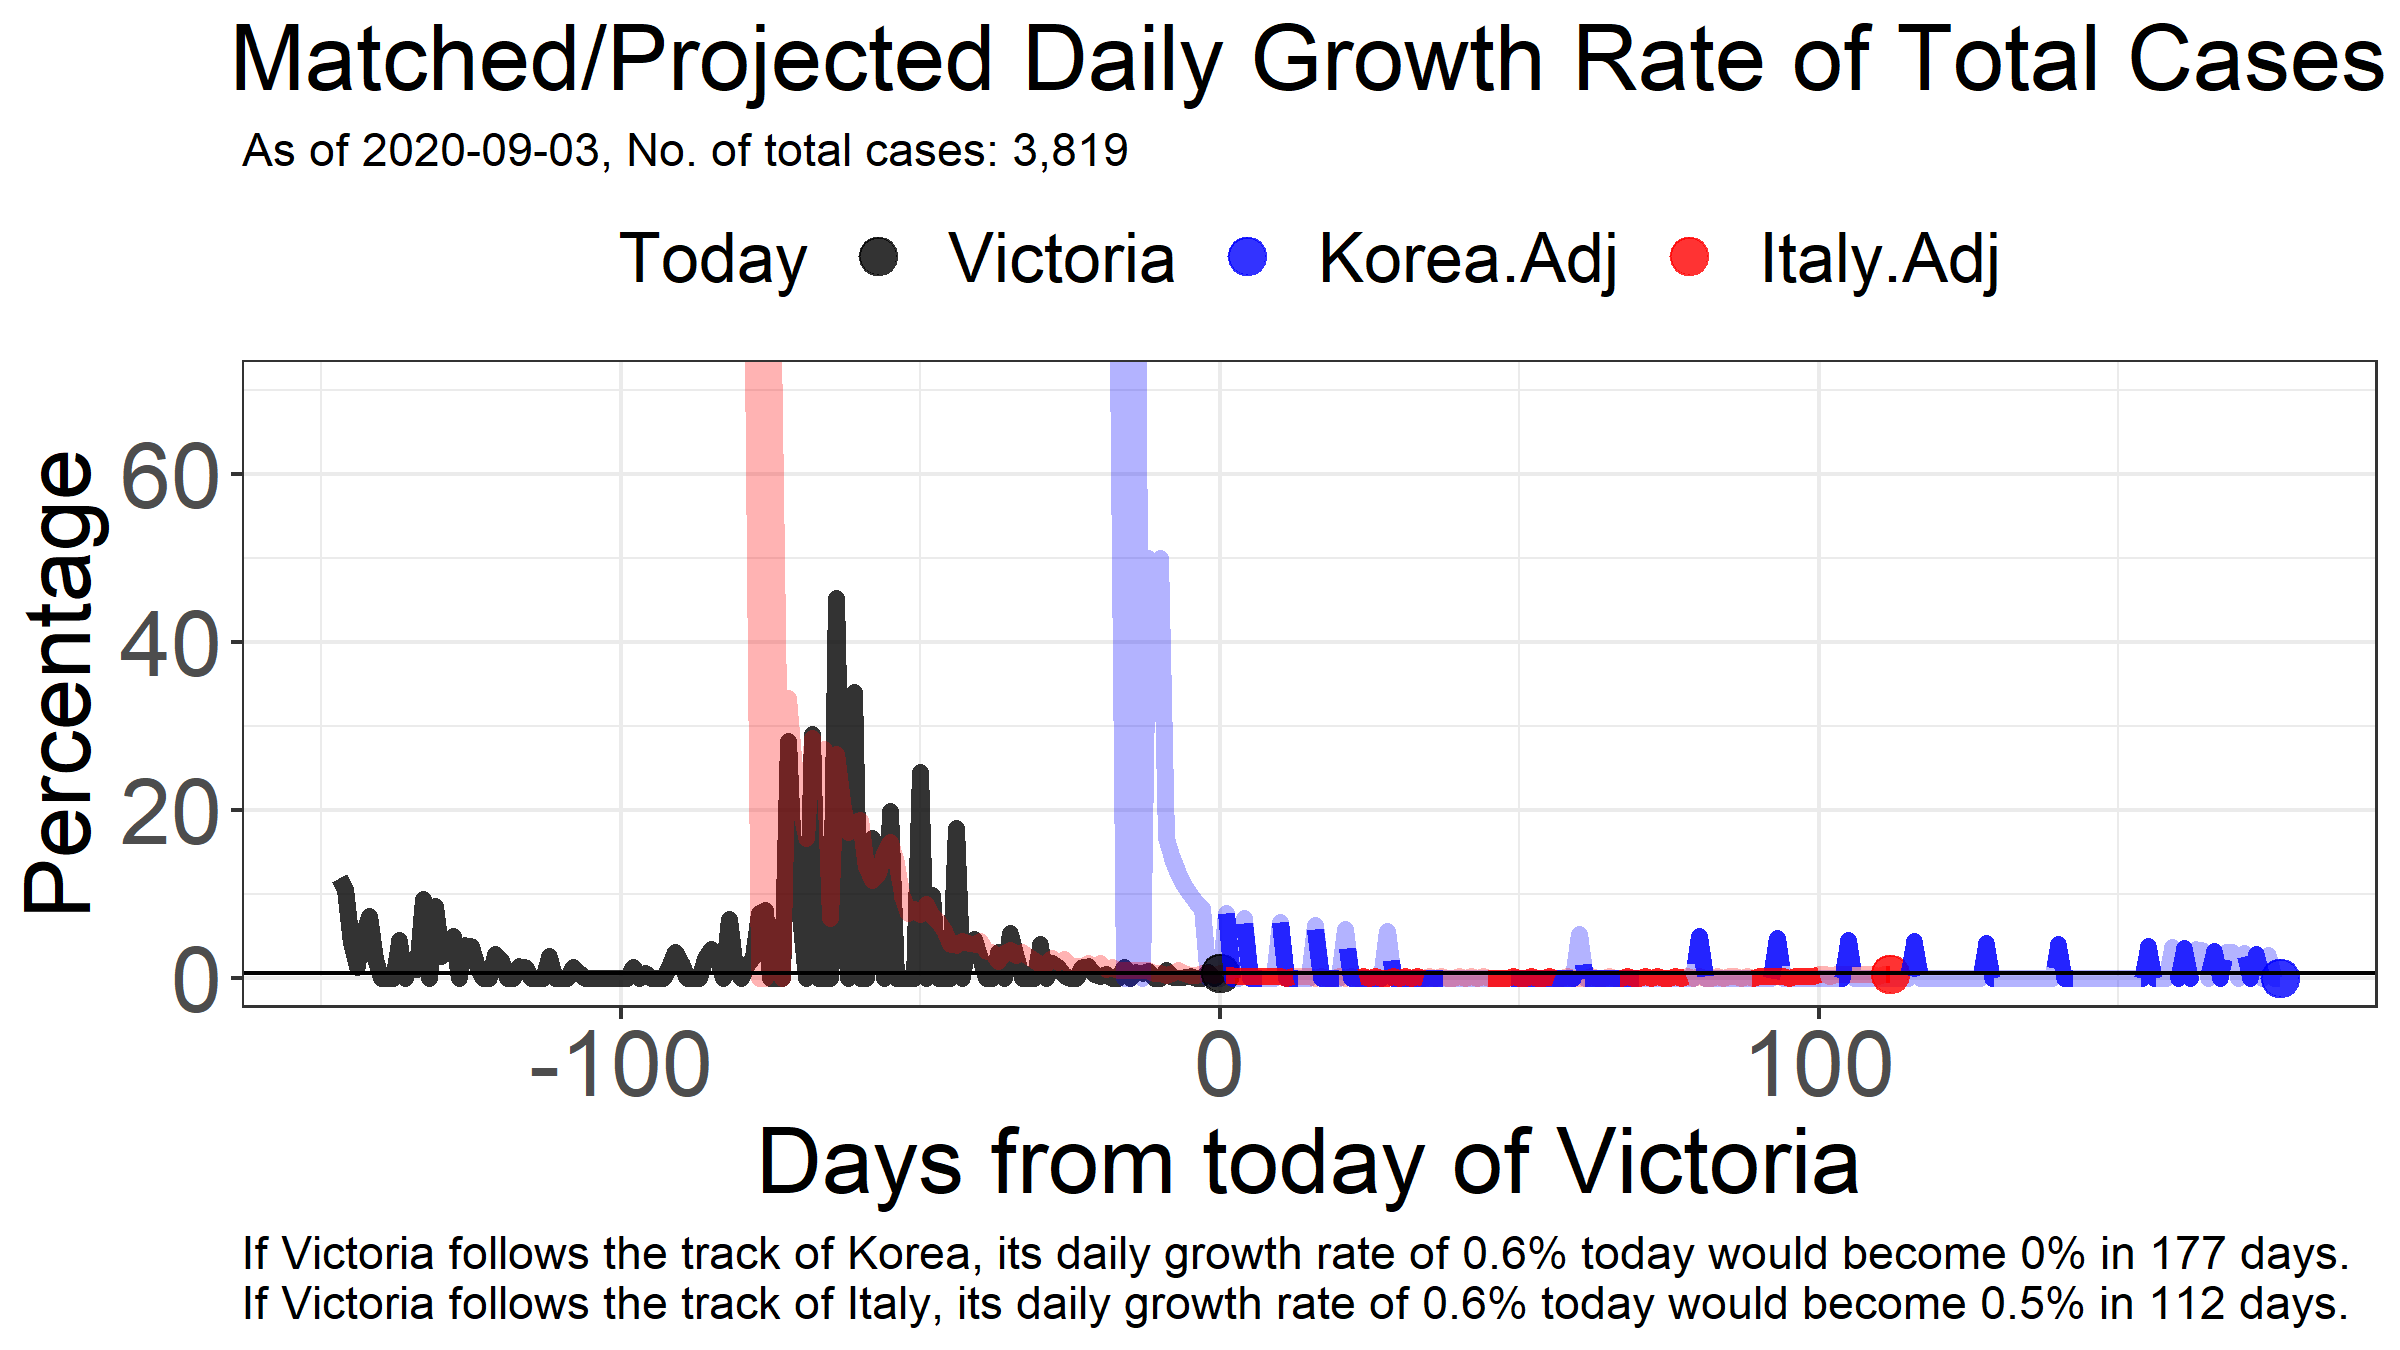 Matched/Projected Daily Growth Rate of Total Cases
As of 2020-09-03, No. of total cases: 3,819
Today Victoria Korea.Adj Italy.Adj
Percentage
60
40
20
0
-100 0 100
Days from today of Victoria
If Victoria follows the track of Korea, its daily growth rate of 0.6% today would become 0% in 177 days.
If Victoria follows the track of Italy, its daily growth rate of 0.6% today would become 0.5% in 112 days.